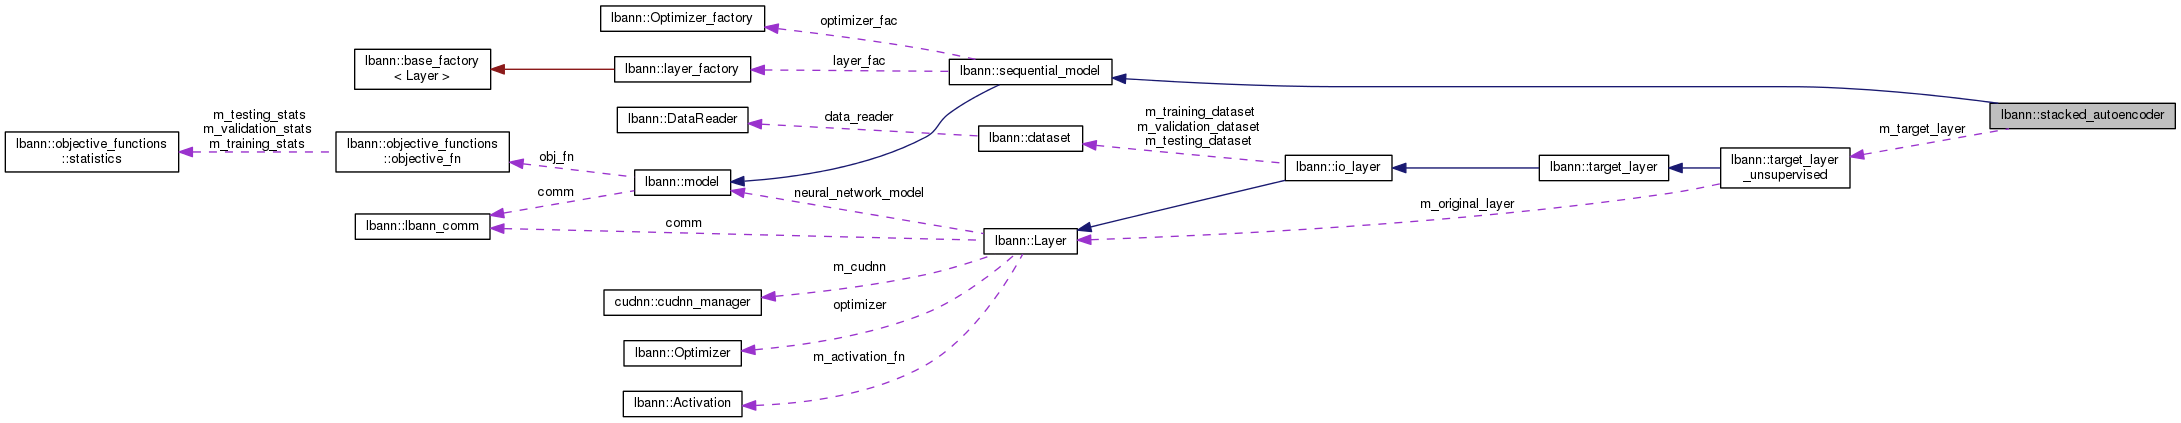 lbann::Optimizer_factory
optimizer_fac
lbann::base_factory
< Layer >
lbann::layer_factory
layer_fac
lbann::sequential_model
lbann::stacked_autoencoder
lbann::DataReader
data_reader
lbann::dataset
m_training_dataset
m_validation_dataset
m_testing_dataset
m_target_layer
m_testing_stats
m_validation_stats
m_training_stats
lbann::objective_functions
::statistics
lbann::objective_functions
::objective_fn
obj_fn
lbann::model
lbann::io_layer
lbann::target_layer
lbann::target_layer
_unsupervised
comm
neural_network_model
m_original_layer
lbann::lbann_comm
comm
lbann::Layer
m_cudnn
cudnn::cudnn_manager
optimizer
lbann::Optimizer
m_activation_fn
lbann::Activation